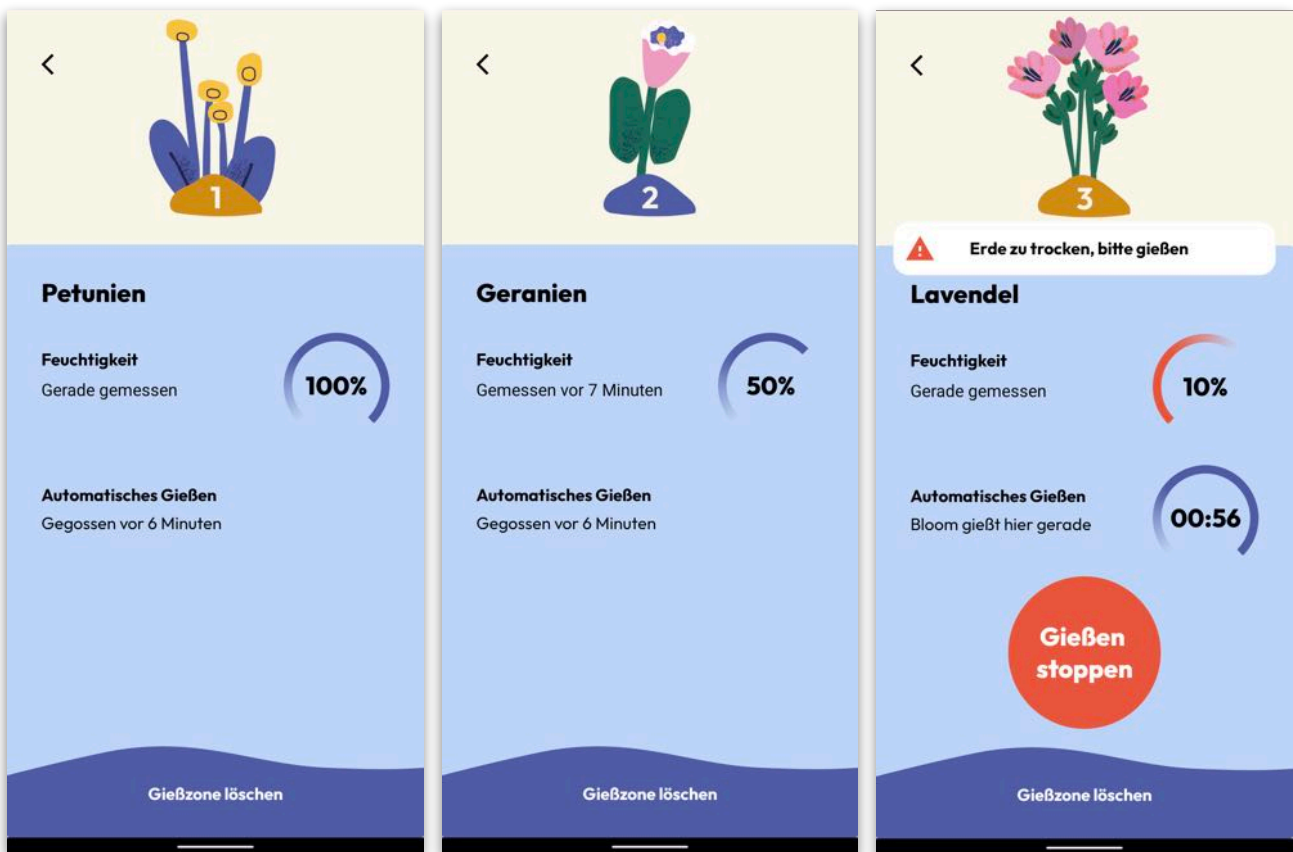 1
Petunien
Feuchtigkeit
Gerade gemessen
100%
Automatisches Gießen
Gegossen vor 6 Minuten
Gießzone löschen
2
Geranien
Feuchtigkeit
Gemessen vor 7 Minuten
50%
Automatisches Gießen
Gegossen vor 6 Minuten
Gießzone löschen
3
Erde zu trocken, bitte gießen
Lavendel
Feuchtigkeit
Gerade gemessen
10%
Automatisches Gießen
Bloom gießt hier gerade
00:56
Gießen
stoppen
Gießzone löschen